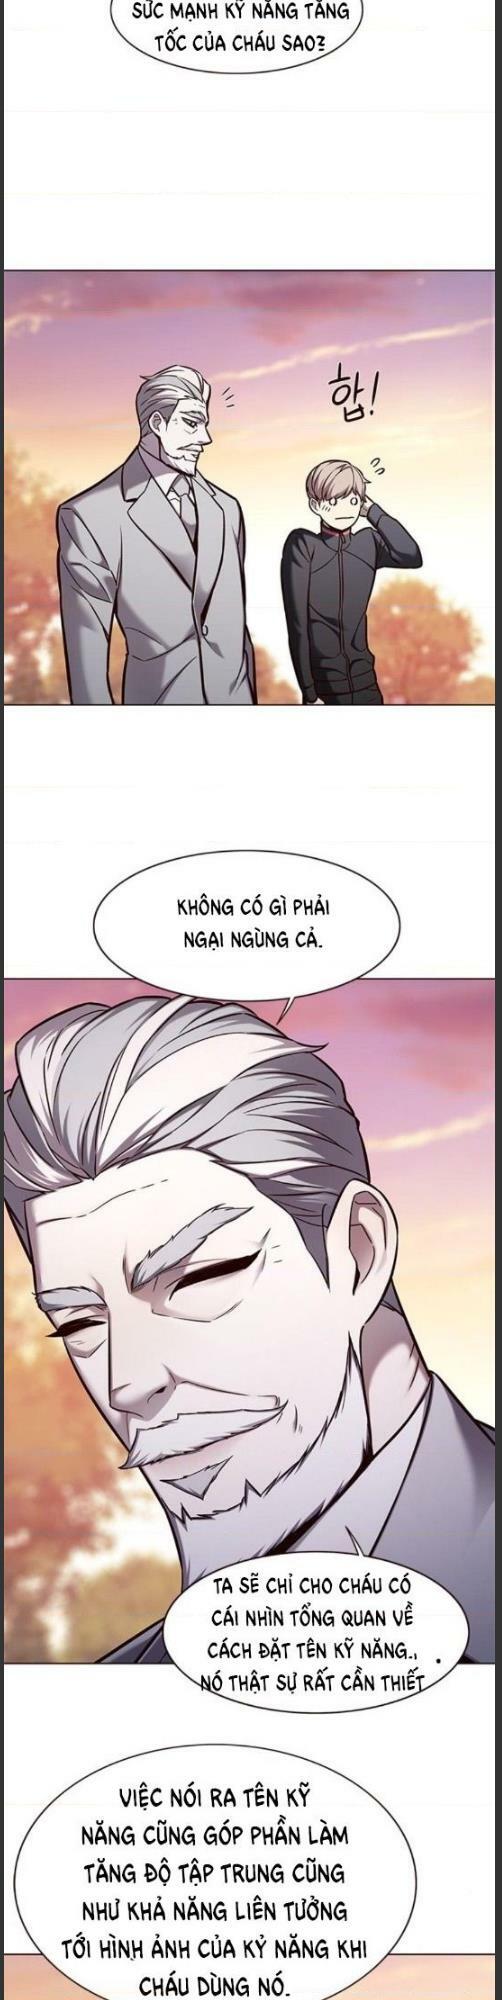 SỨC MẠNH KỸ NĂNG TĂNG
TỐC CỦA CHÁU SAO?
합!
KHÔNG CÓ GÌ PHẢI
NGẠI NGÙNG CẢ.
TA SẼ CHỈ CHO CHÁU CÓ
CÁI NHÌN TỔNG QUAN VỀ
CÁCH ĐẶT TÊN KỸ NĂNG..
NÓ THẬT SỰ RẤT CẦN THIẾT .
VIỆC NÓI RA TÊN KỸ
NĂNG CŨNG GÓP PHẦN LÀM
TĂNG ĐỘ TẬP TRUNG CŨNG
NHƯ KHẢ NĂNG LIÊN TƯỞNG
TỚI HÌNH ẢNH CỦA KỶ NĂNG KHI
CHÁU DÙNG NÓ.